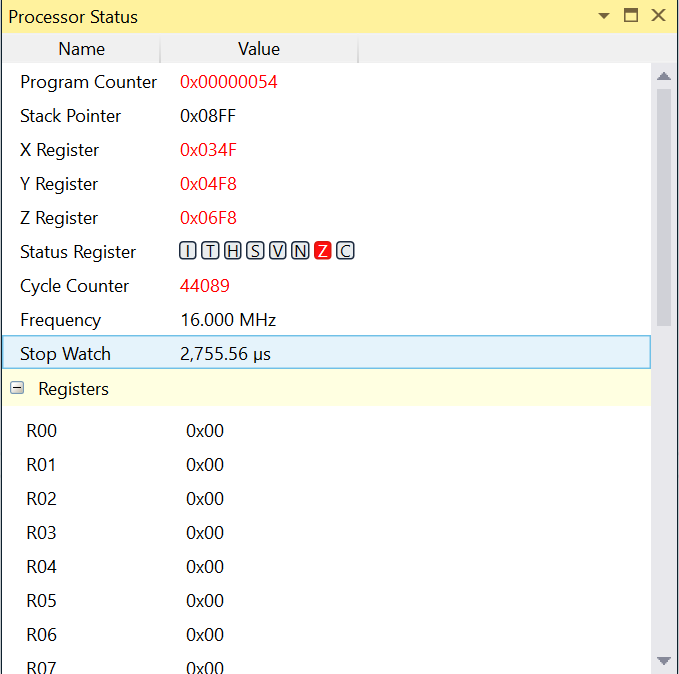 Processor Status
Name Value
Program Counter 0x00000054
Stack Pointer 0x08FF
X Register 0x034F
Y Register 0x04F8
Z Register 0x06F8
Status Register I T H S V N Z C
Cycle Counter 44089
Frequency 16.000 MHz
Stop Watch 2,755.56 µs
Registers
R00 0x00
R01 0x00
R02 0x00
R03 0x00
R04 0x00
R05 0x00
R06 0x00
R07 0x00